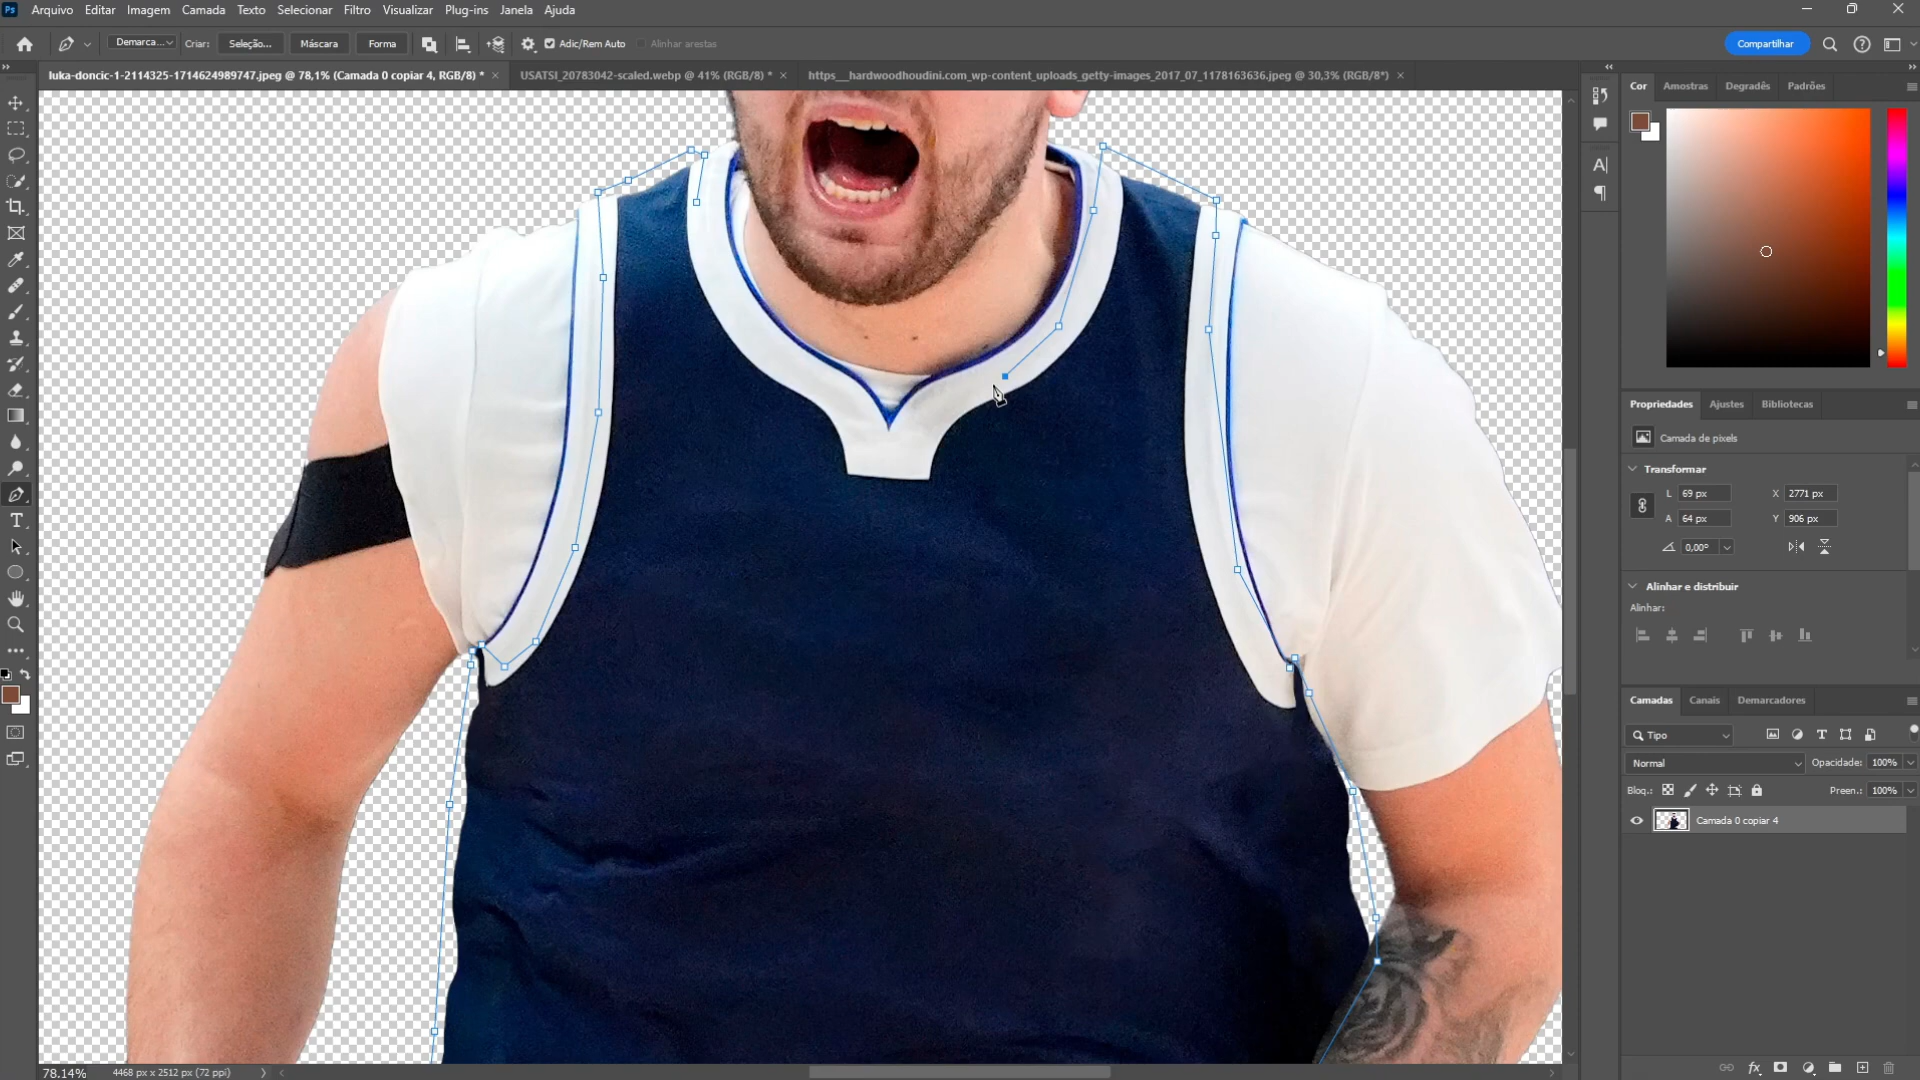 Ps Arquivo Editar Imagem Camada Texto Selecionar Filtro Visualizar Plug-ins Janela Ajuda
Demarca... Criar: Seleção... Máscara Forma Adic/Rem Auto Alinhar arestas Compartilhar
luka-doncic-1-2114325-1714624989747.jpeg @ 78,1% (Camada 0 copiar 4, RGB/8) * USATSI_20783042-scaled.webp @ 41% (RGB/8) * https___hardwoodhoudini.com_wp-content_uploads_getty-images_2017_07_1178163636.jpeg @ 30,3% (RGB/8*)
Cor Amostras Degradês Padrões
Propriedades Ajustes Bibliotecas
Camada de pixels
Transformar
L 69 px X 2771 px
A 64 px Y 906 px
0,00°
Alinhar e distribuir
Alinhar:
Camadas Canais Demarcadores
Tipo
Normal Opacidade: 100%
Bloq.: Preen.: 100%
Camada 0 copiar 4
78.14% 4468 px x 2512 px (72 ppi)